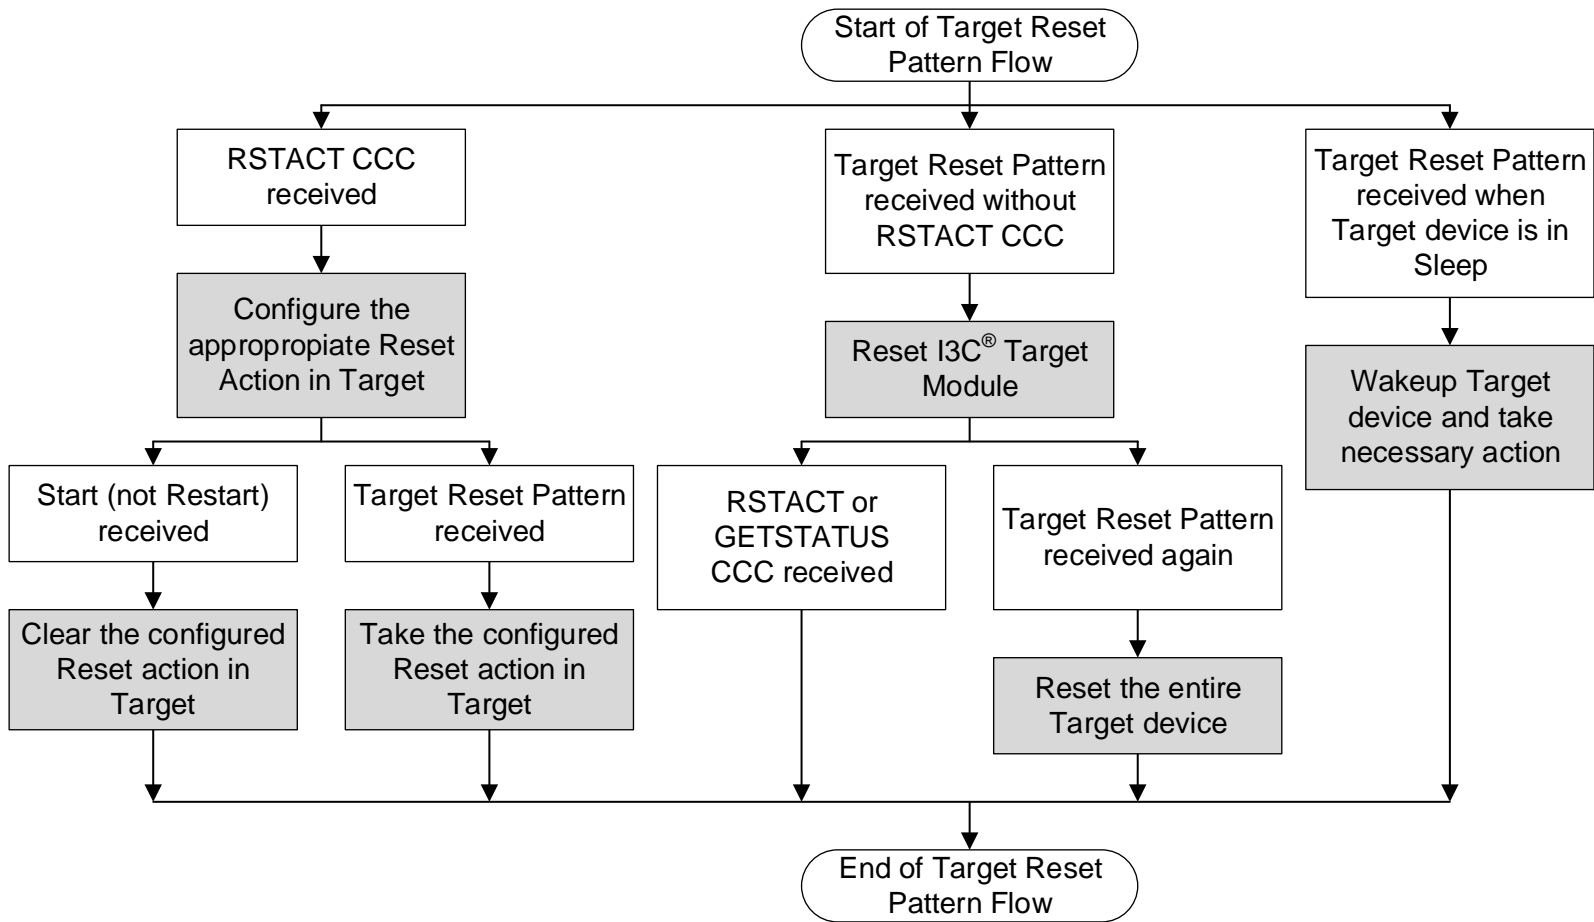 Start of Target Reset
Pattern Flow
RSTACT CCC
received
Target Reset Pattern
received without
RSTACT CCC
Target Reset Pattern
received when
Target device is in
Sleep
Configure the
appropropiate Reset
Action in Target
Reset I3C® Target
Module
Wakeup Target
device and take
necessary action
Start (not Restart)
received
Target Reset Pattern
received
RSTACT or
GETSTATUS
CCC received
Target Reset Pattern
received again
Clear the configured
Reset action in
Target
Take the configured
Reset action in
Target
Reset the entire
Target device
End of Target Reset
Pattern Flow